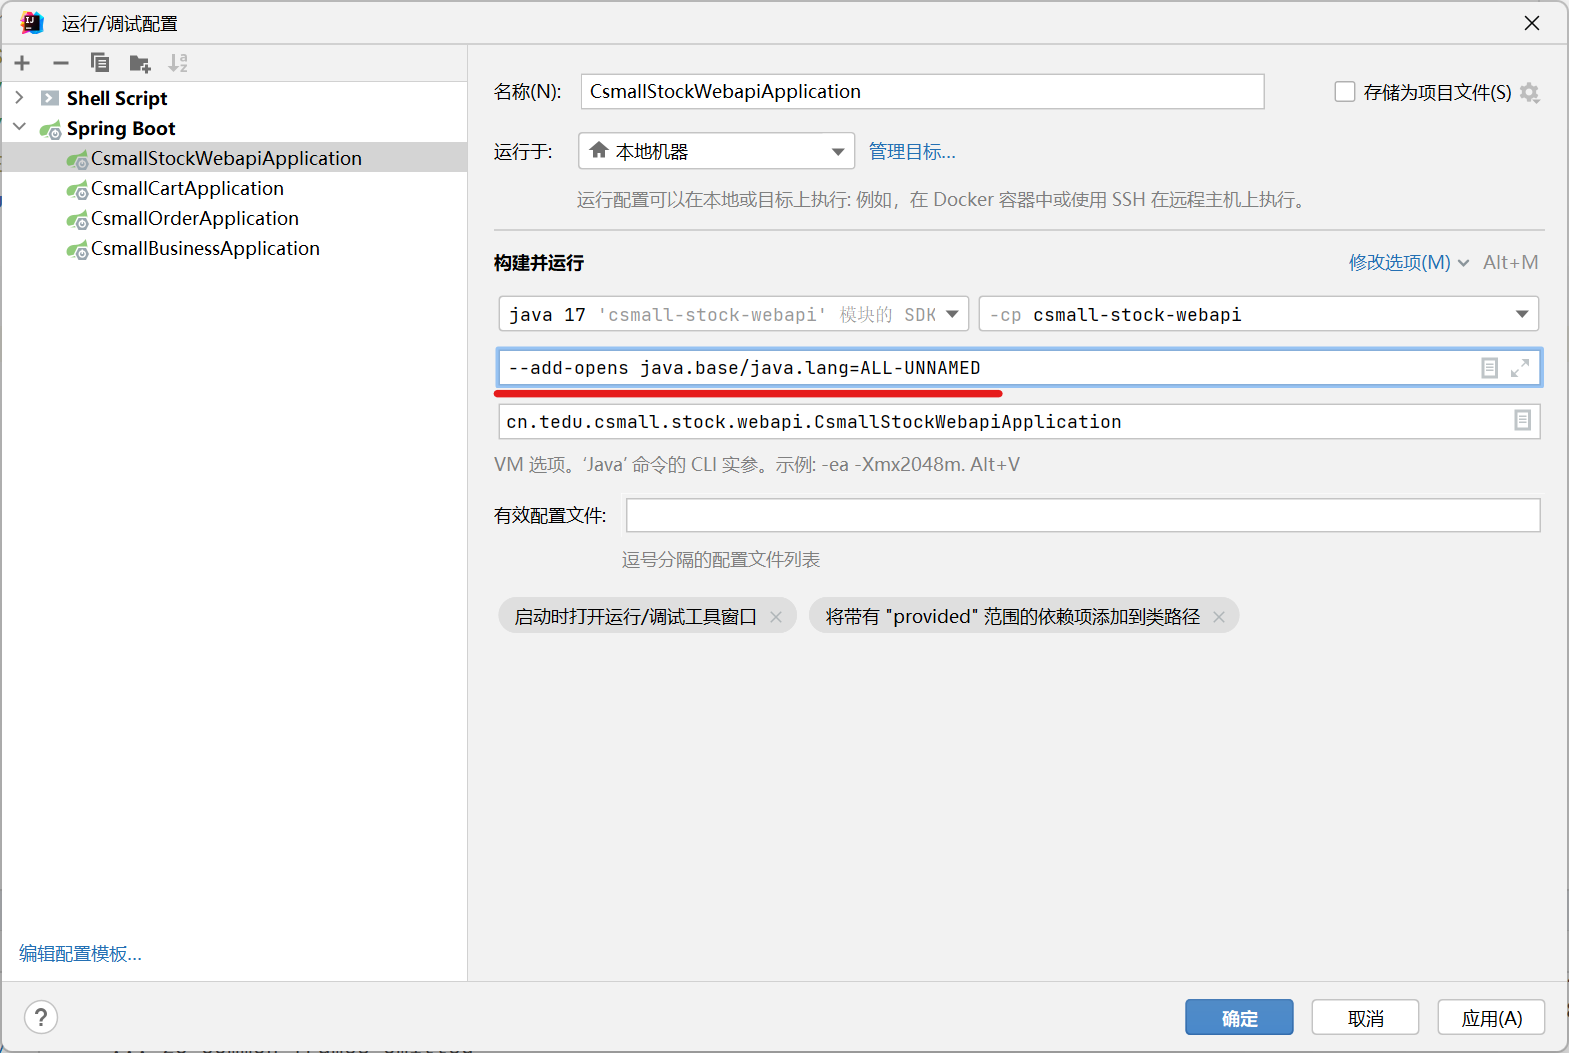 运行/调试配置
Shell Script
Spring Boot
CsmallStockWebapiApplication
CsmallCartApplication
CsmallOrderApplication
CsmallBusinessApplication
编辑配置模板...
名称(N): CsmallStockWebapiApplication 存储为项目文件(S)
运行于: 本地机器 管理目标...
运行配置可以在本地或目标上执行: 例如，在 Docker 容器中或使用 SSH 在远程主机上执行。
构建并运行 修改选项(M) Alt+M
java 17 'csmall-stock-webapi' 模块的 SDK -cp csmall-stock-webapi
--add-opens java.base/java.lang=ALL-UNNAMED
cn.tedu.csmall.stock.webapi.CsmallStockWebapiApplication
VM 选项。‘Java’ 命令的 CLI 实参。示例: -ea -Xmx2048m. Alt+V
有效配置文件:
逗号分隔的配置文件列表
启动时打开运行/调试工具窗口 × 将带有 "provided" 范围的依赖项添加到类路径 ×
? 确定 取消 应用(A)